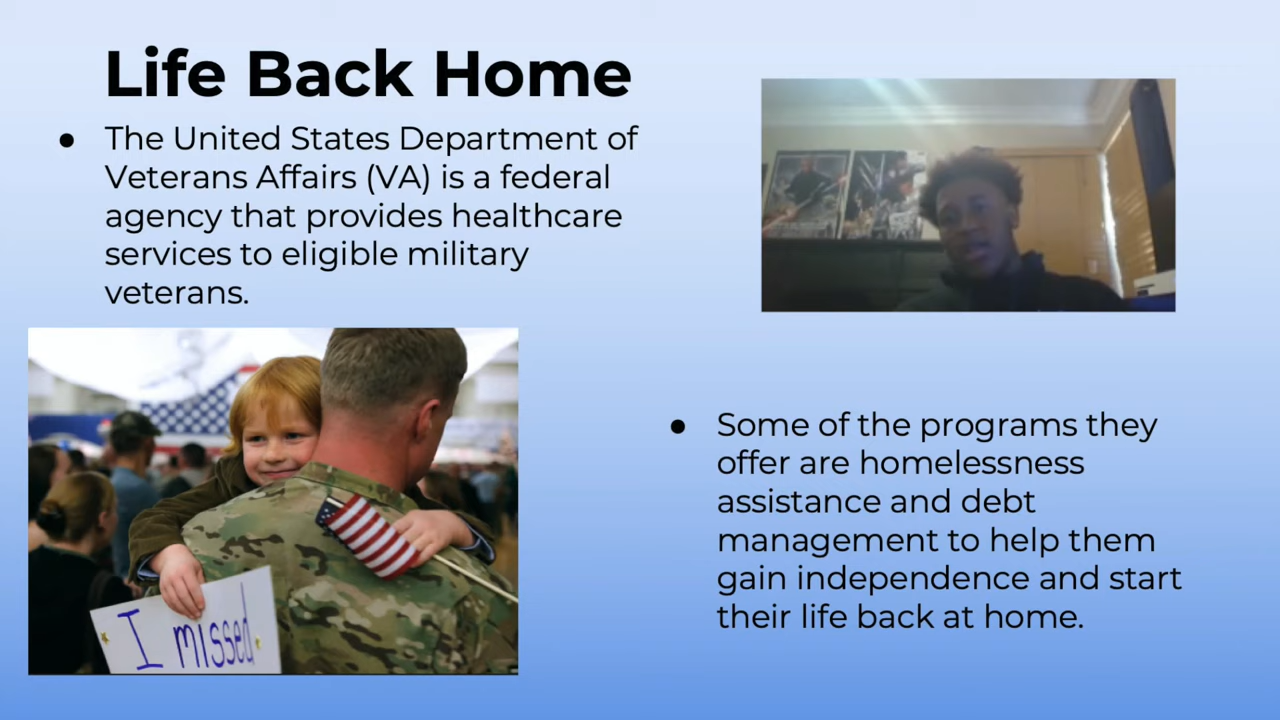 Life Back Home
● The United States Department of
Veterans Affairs (VA) is a federal
agency that provides healthcare
services to eligible military
veterans.
I missed
● Some of the programs they
offer are homelessness
assistance and debt
management to help them
gain independence and start
their life back at home.